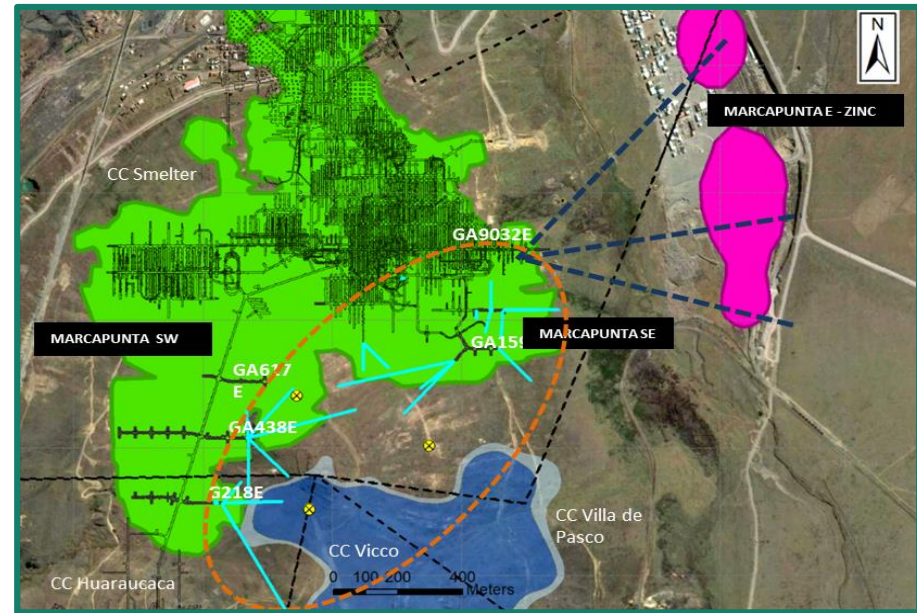 N
MARCAPUNTA E - ZINC
CC Smelter
GA9032E
MARCAPUNTA SW
MARCAPUNTA SE
GA159
GA617
E
GA438E
G218E
CC Villa de
Pasco
CC Vicco
CC Huaraucaca
0 100 200 400
Meters